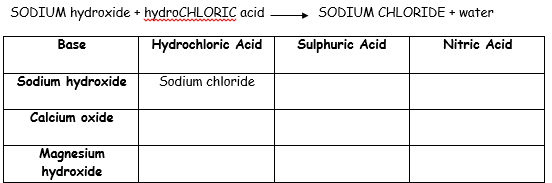 SODIUM hydroxide + hydroCHLORIC acid ⟶ SODIUM CHLORIDE + water
Base Hydrochloric Acid Sulphuric Acid Nitric Acid
Sodium hydroxide Sodium chloride
Calcium oxide
Magnesium
hydroxide